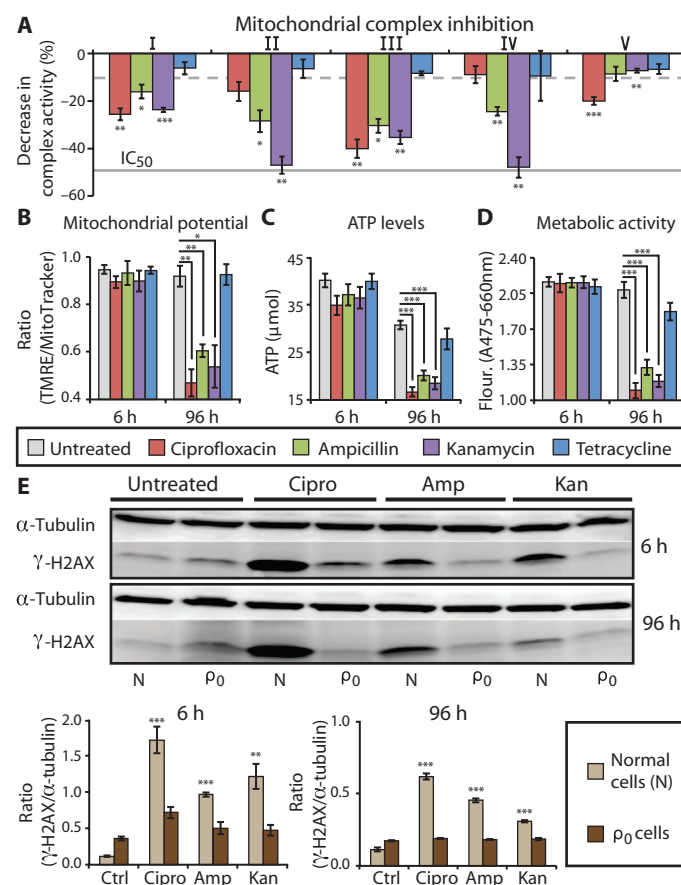 A Mitochondrial complex inhibition
I II III IV V
Decrease in
complex activity (%)
0
−20
−40
−60
IC50
** * *** * ** ** * ** ** ** *** **
B Mitochondrial potential
Ratio
(TMRE/MitoTracker)
1.0
0.8
0.6
0.4
*
**
**
6 h 96 h
C ATP levels
ATP (µmol)
45
35
25
15
***
***
***
6 h 96 h
D Metabolic activity
Flour. (A475-660nm)
2.05
1.70
1.35
1.00
***
***
***
6 h 96 h
Untreated Ciprofloxacin Ampicillin Kanamycin Tetracycline
E
Untreated Cipro Amp Kan
α-Tubulin
γ-H2AX
6 h
α-Tubulin
γ-H2AX
96 h
N ρ0 N ρ0 N ρ0 N ρ0
6 h
Ratio
(γ-H2AX/α-tubulin)
2.0
1.5
1.0
0.5
0.0
*** *** **
Ctrl Cipro Amp Kan
96 h
Ratio
(γ-H2AX/α-tubulin)
1.0
0.5
0.0
*** *** ***
Ctrl Cipro Amp Kan
Normal
cells (N)
ρ0 cells